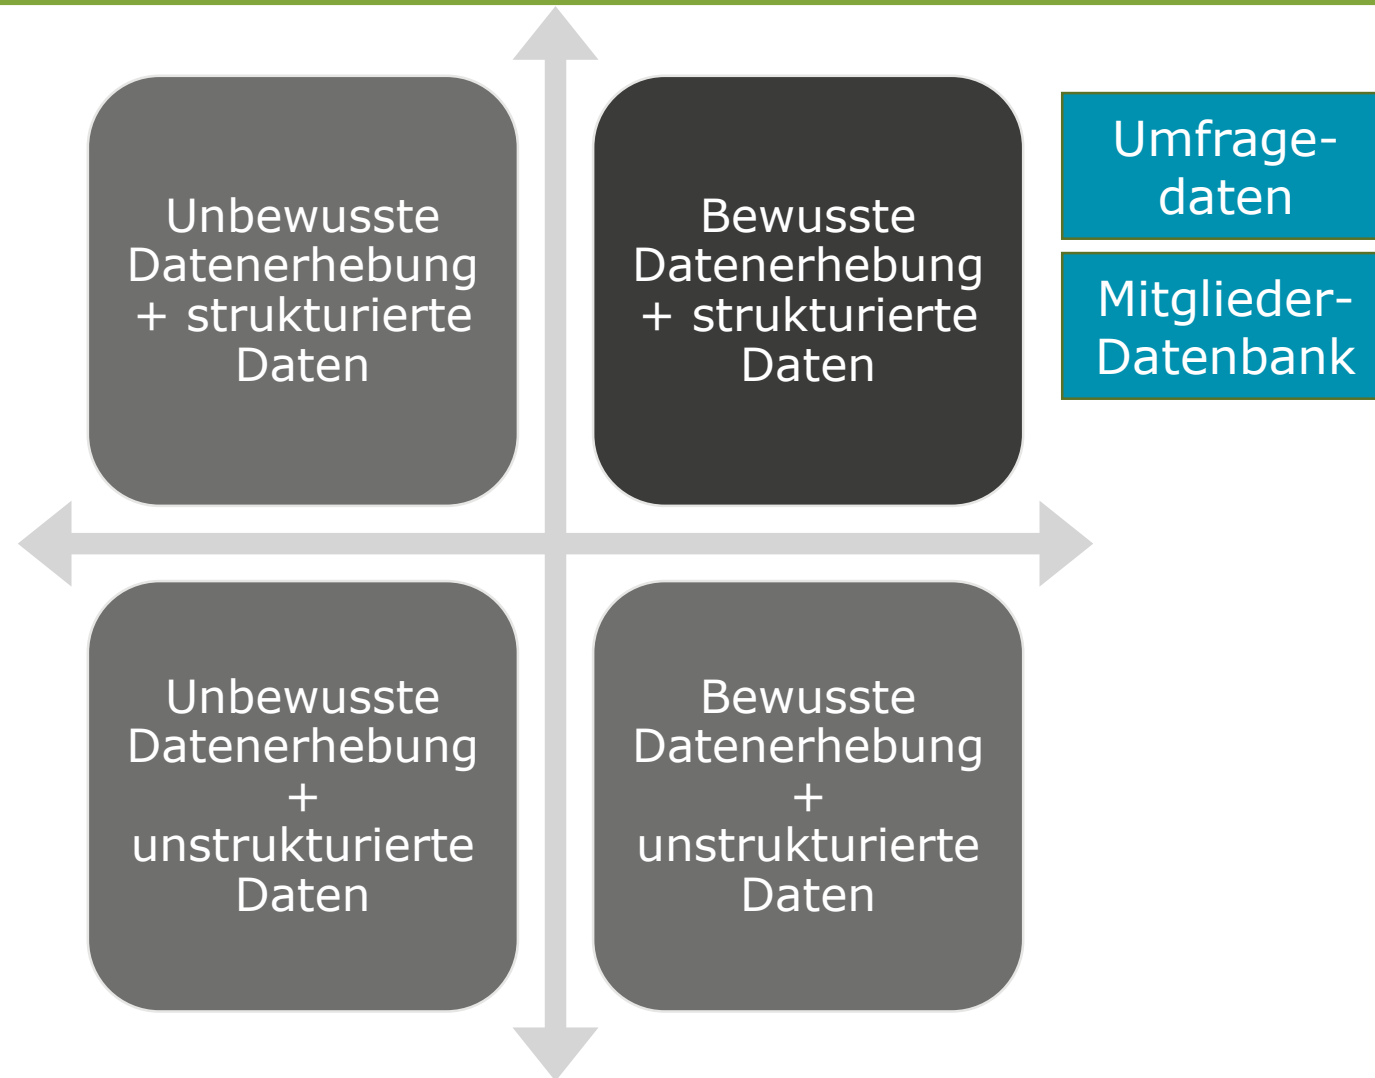 Unbewusste
Datenerhebung
+ strukturierte
Daten
Bewusste
Datenerhebung
+ strukturierte
Daten
Umfrage-
daten
Mitglieder-
Datenbank
Unbewusste
Datenerhebung
+
unstrukturierte
Daten
Bewusste
Datenerhebung
+
unstrukturierte
Daten